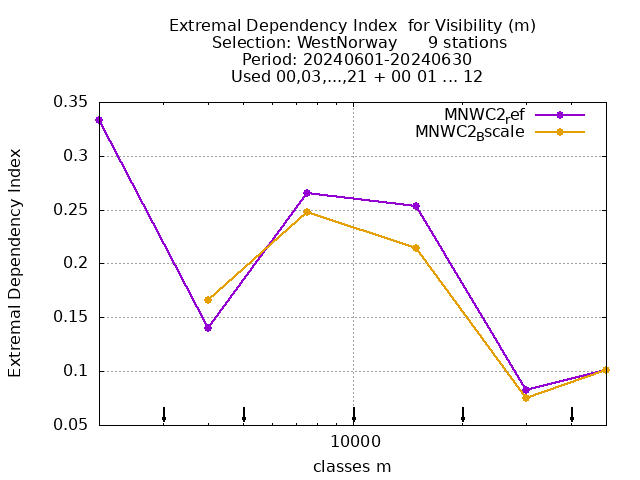 Extremal Dependency Index  for Visibility (m)
Selection: WestNorway      9 stations
Period: 20240601-20240630
Used 00,03,...,21 + 00 01 ... 12
0.35
0.3
0.25
0.2
0.15
0.1
0.05
Extremal Dependency Index
MNWC2ref
MNWC2Bscale
10000
classes m